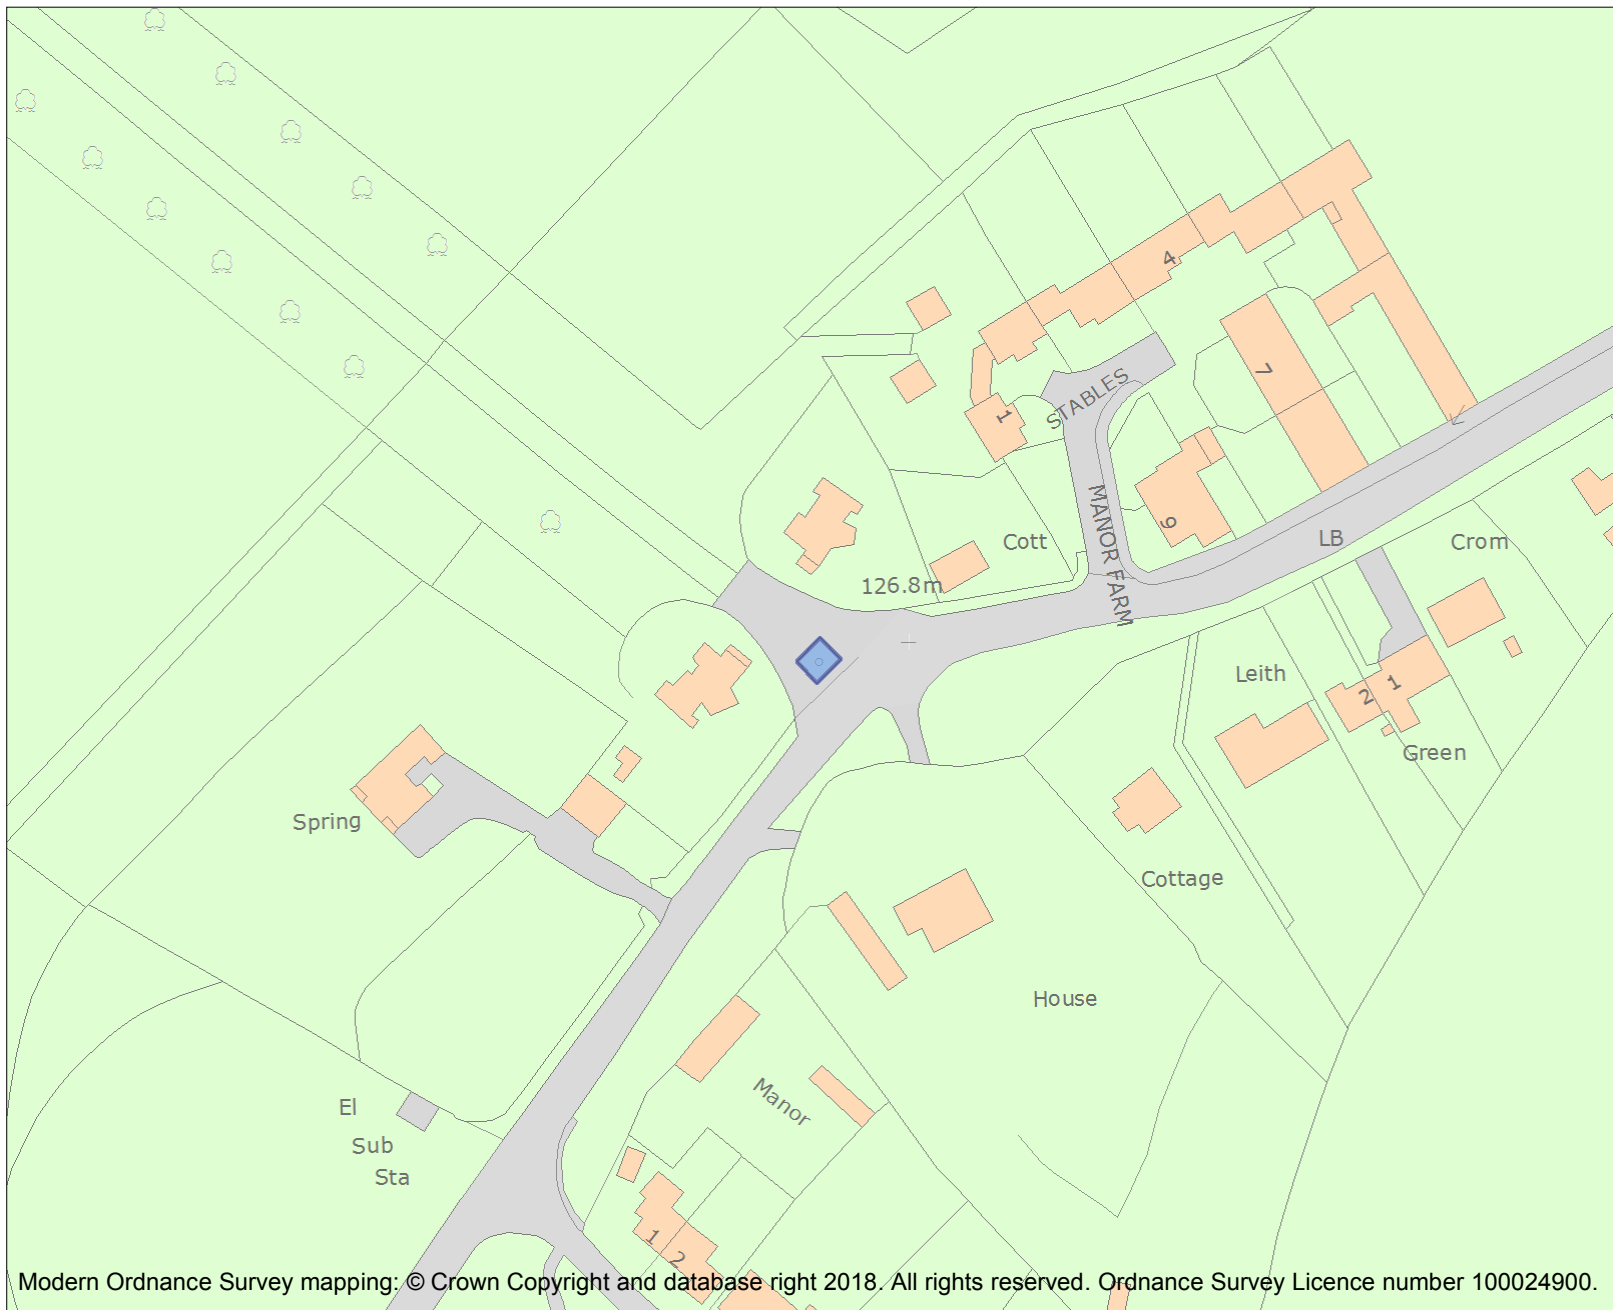 4
STABLES
1
7
MANOR FARM
9
LB
Cott
Crom
126.8m
Leith
2 1
Green
Spring
Cottage
House
Manor
El
Sub
Sta
1
2
Modern Ordnance Survey mapping: © Crown Copyright and database right 2018. All rights reserved. Ordnance Survey Licence number 100024900.